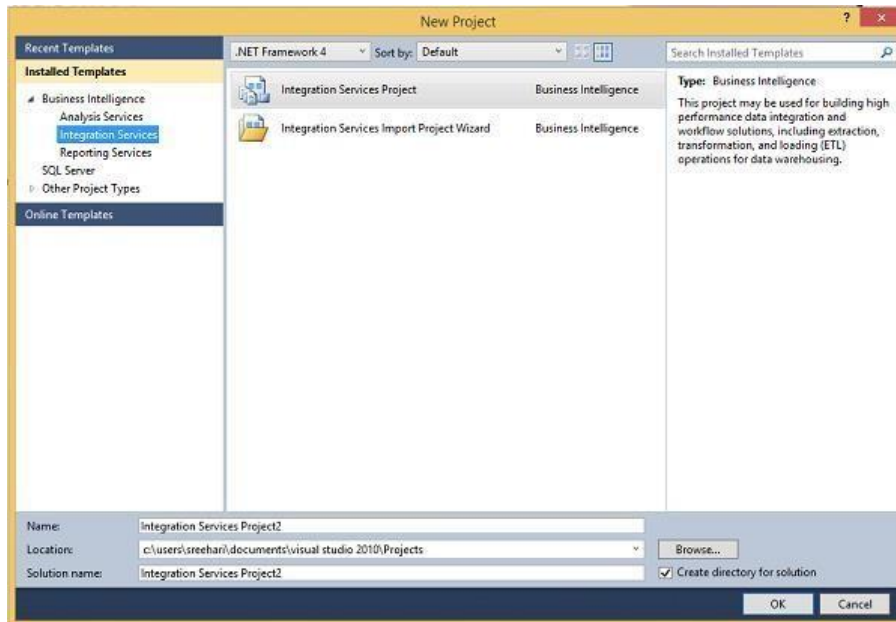 New Project
?
×
Recent Templates
Installed Templates
Business Intelligence
Analysis Services
Integration Services
Reporting Services
SQL Server
Other Project Types
Online Templates
.NET Framework 4
Sort by:
Default
Search Installed Templates
Integration Services Project
Business Intelligence
Integration Services Import Project Wizard
Business Intelligence
Type: Business Intelligence
This project may be used for building high
performance data integration and
workflow solutions, including extraction,
transformation, and loading (ETL)
operations for data warehousing.
Name:
Integration Services Project2
Location:
c:\users\sreehari\documents\visual studio 2010\Projects
Browse...
Solution name:
Integration Services Project2
Create directory for solution
OK
Cancel